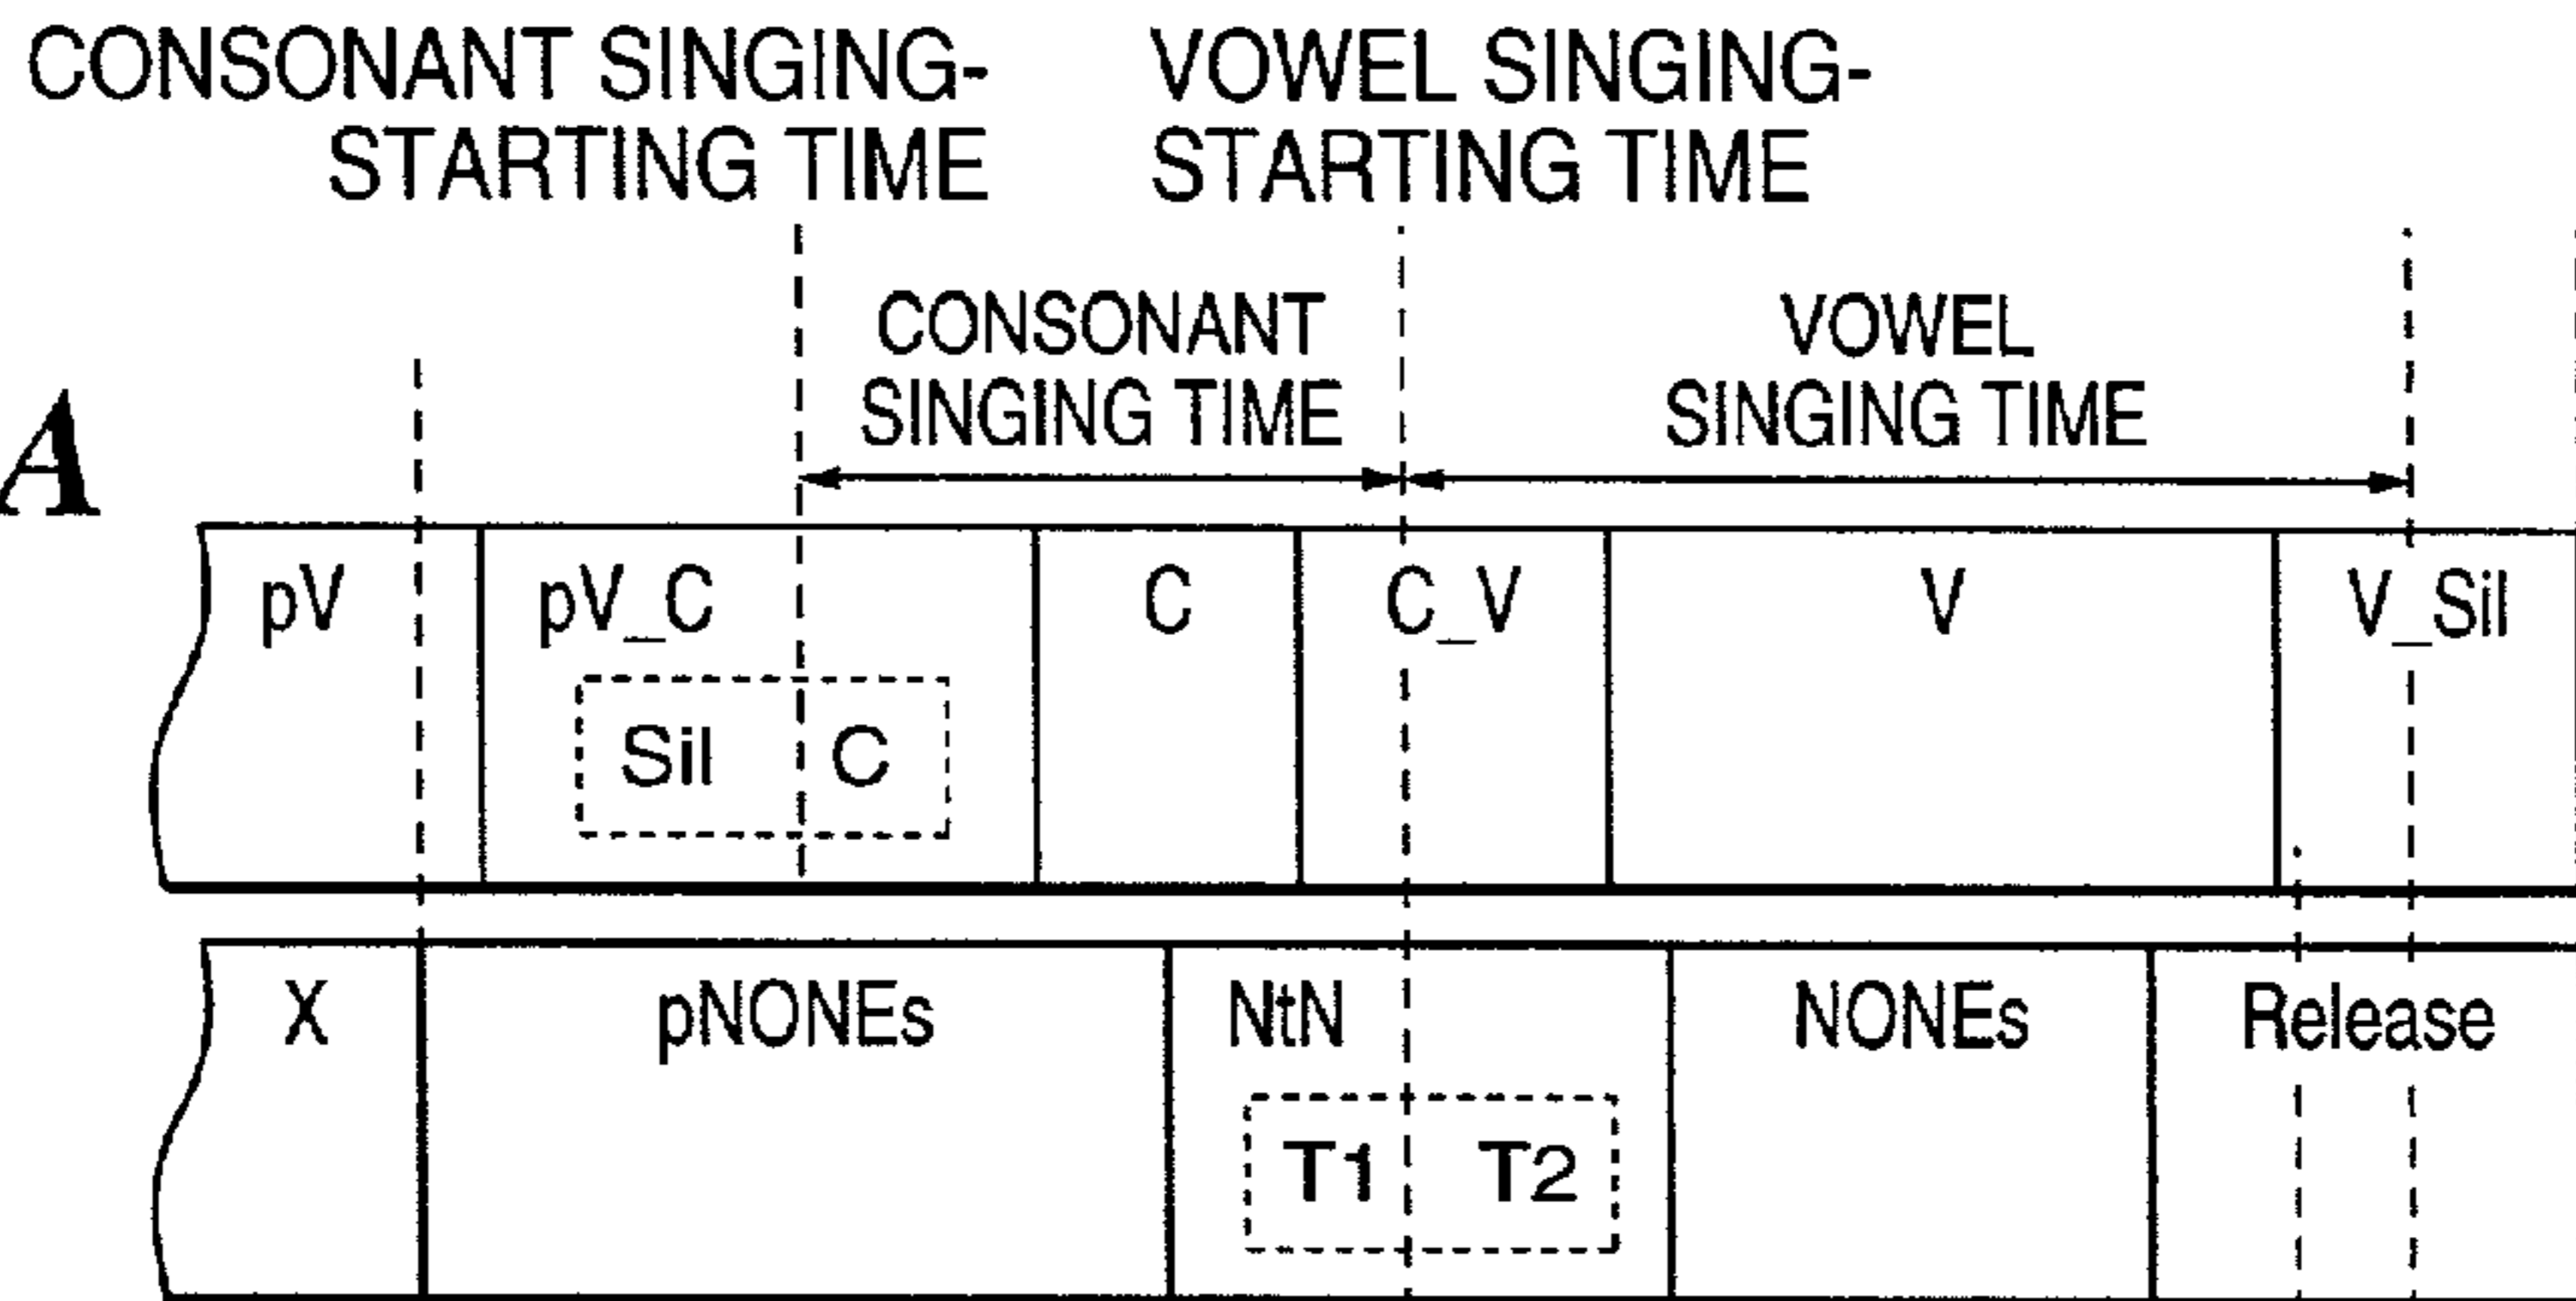 CONSONANT SINGING-
STARTING TIME
VOWEL SINGING-
STARTING TIME
CONSONANT
SINGING TIME
VOWEL
SINGING TIME
A
pV
pV_C
C
C_V
V
V_Sil
Sil
C
X
pNONEs
NtN
NONEs
Release
T1
T2